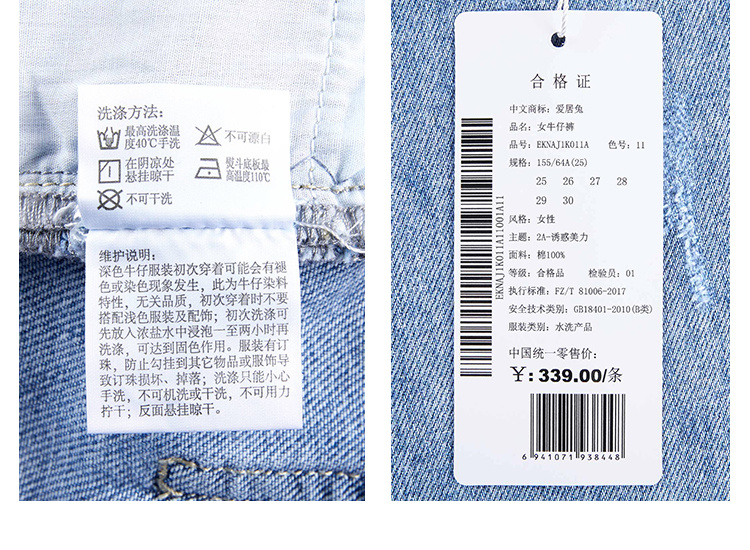 洗涤方法:
最高洗涤温
度40℃手洗
不可漂白
在阴凉处
悬挂晾干
熨斗底板最
高温度110℃
不可干洗
维护说明:
深色牛仔服装初次穿着可能会有褪
色或染色现象发生，此为牛仔染料
特性，无关品质，初次穿着时不要
搭配浅色服装及配饰；初次洗涤可
先放入浓盐水中浸泡一至两小时再
洗涤，可达到固色作用。服装有订
珠，防止勾挂到其它物品或服饰导
致订珠损坏、掉落；洗涤只能小心
手洗，不可机洗或干洗，不可用力
拧干；反面悬挂晾干。
合格证
中文商标: 爱居兔
品名: 女牛仔裤
品号: EKNAJ1K011A 色号: 11
规格: 155/64A(25)
25 26 27 28
29 30
风格: 女性
主题: 2A-诱惑美力
面料: 棉100%
等级: 合格品 检验员: 01
执行标准: FZ/T 81006-2017
安全技术类别: GB18401-2010(B类)
服装类别: 水洗产品
中国统一零售价:
¥: 339.00/条
EKNAJ1K011A11001A11
6 941071 938448